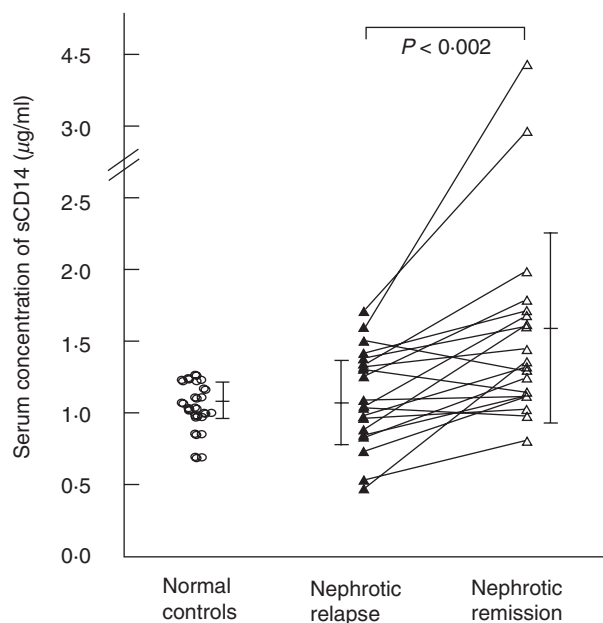 P < 0·002
4·5
3·0
2·5
2·0
1·5
1·0
0·5
0·0
Serum concentration of sCD14 (µg/ml)
Normal
controls
Nephrotic
relapse
Nephrotic
remission